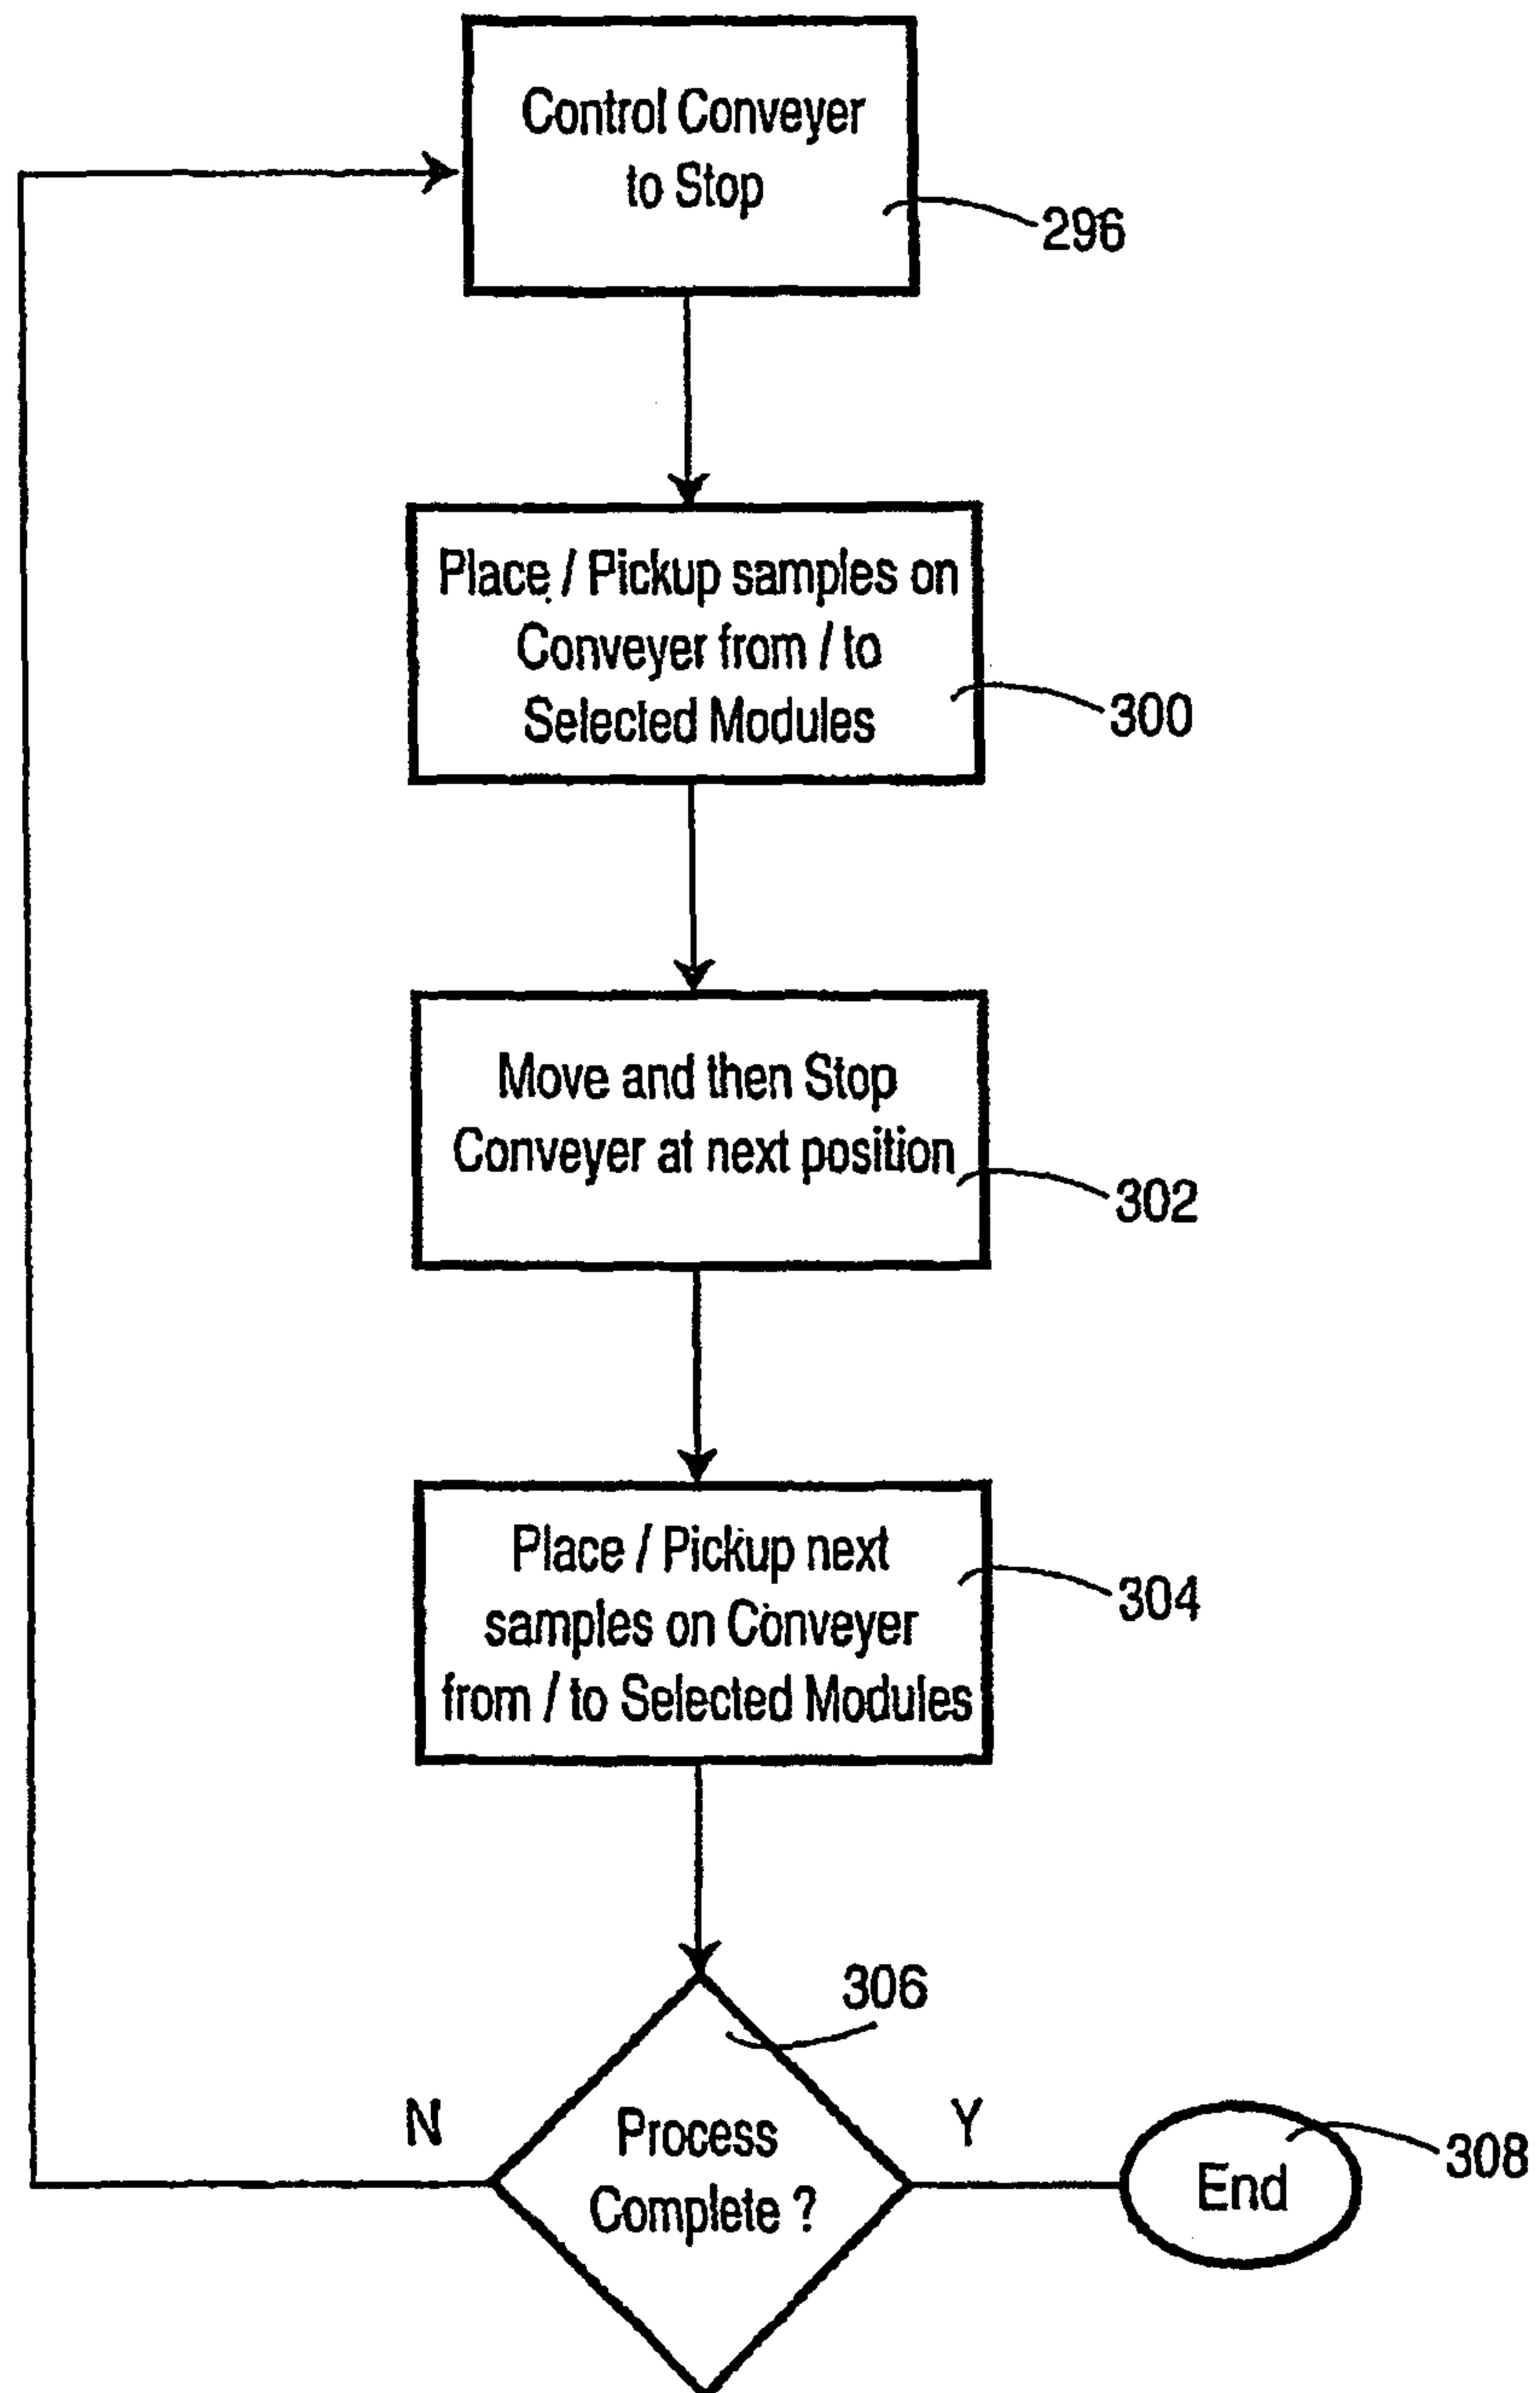 Control Conveyer
to Stop
296
Place / Pickup samples on
Conveyer from / to
Selected Modules
300
Move and then Stop
Conveyer at next position
302
Place / Pickup next
samples on Conveyer
from / to Selected Modules
304
306
N
Process
Complete ?
Y
End
308